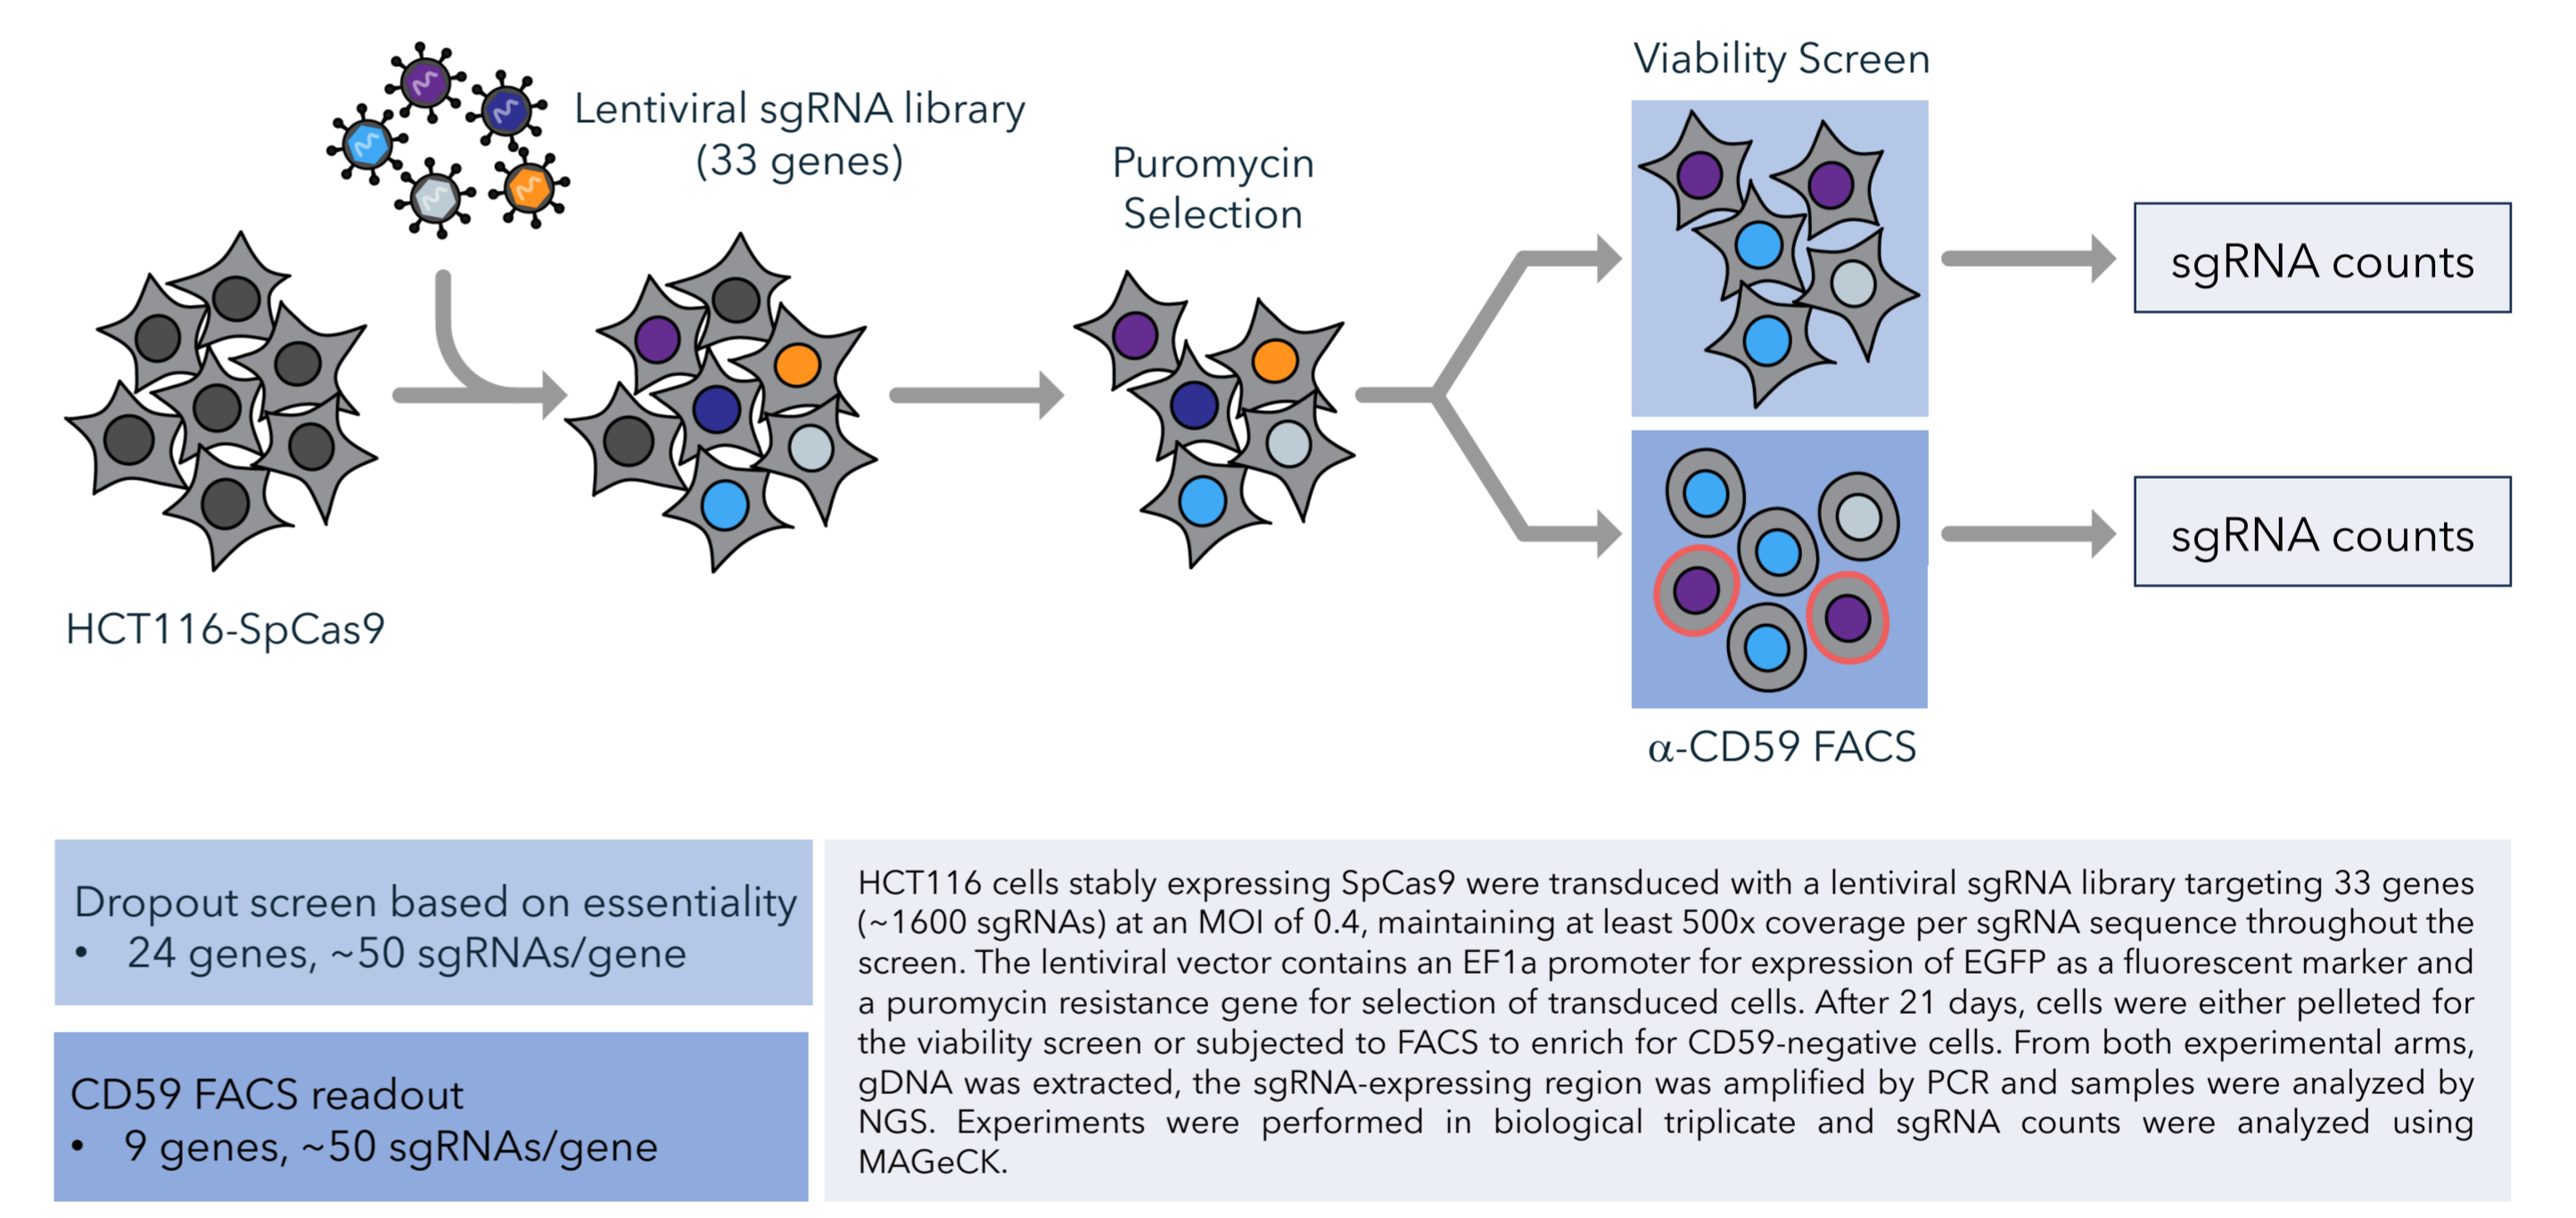 Viability Screen
Lentiviral sgRNA library
(33 genes)
Puromycin
Selection
sgRNA counts
sgRNA counts
HCT116-SpCas9
α-CD59 FACS
Dropout screen based on essentiality
• 24 genes, ~50 sgRNAs/gene
CD59 FACS readout
• 9 genes, ~50 sgRNAs/gene
HCT116 cells stably expressing SpCas9 were transduced with a lentiviral sgRNA library targeting 33 genes
(~1600 sgRNAs) at an MOI of 0.4, maintaining at least 500x coverage per sgRNA sequence throughout the
screen. The lentiviral vector contains an EF1a promoter for expression of EGFP as a fluorescent marker and
a puromycin resistance gene for selection of transduced cells. After 21 days, cells were either pelleted for
the viability screen or subjected to FACS to enrich for CD59-negative cells. From both experimental arms,
gDNA was extracted, the sgRNA-expressing region was amplified by PCR and samples were analyzed by
NGS. Experiments were performed in biological triplicate and sgRNA counts were analyzed using
MAGeCK.